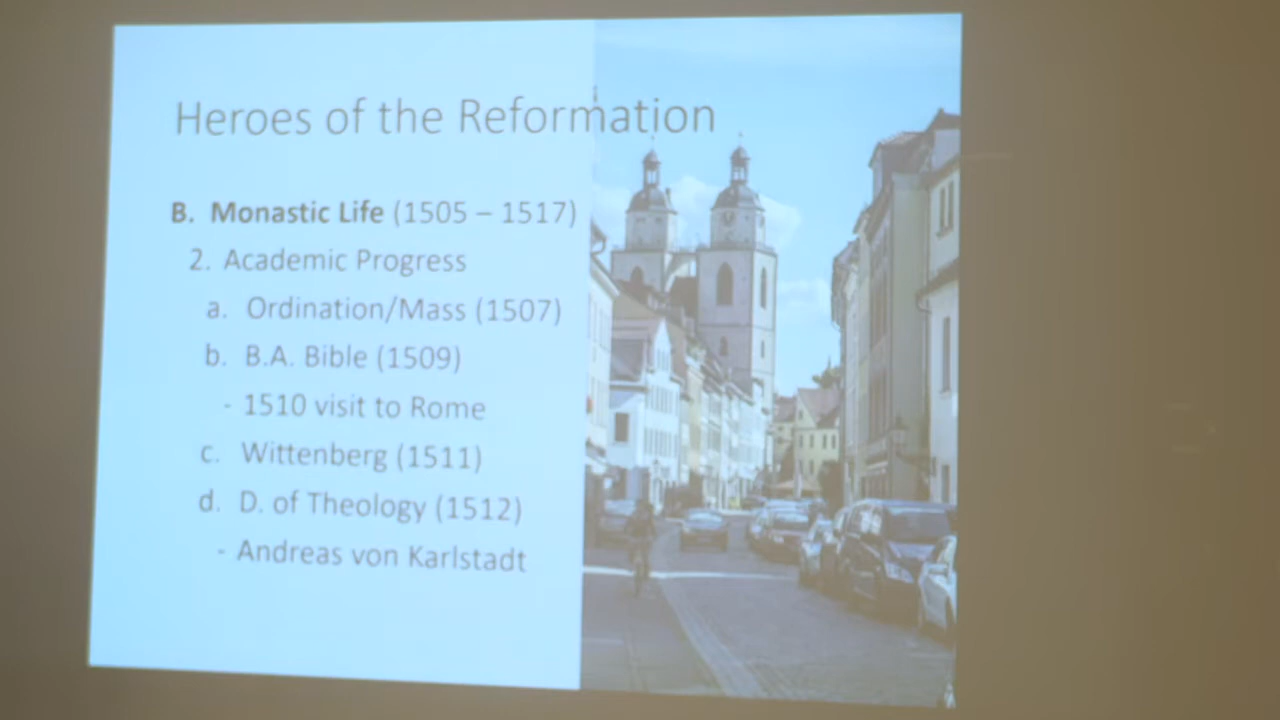 Heroes of the Reformation
B. Monastic Life (1505 – 1517)
2. Academic Progress
a. Ordination/Mass (1507)
b. B.A. Bible (1509)
- 1510 visit to Rome
c. Wittenberg (1511)
d. D. of Theology (1512)
- Andreas von Karlstadt